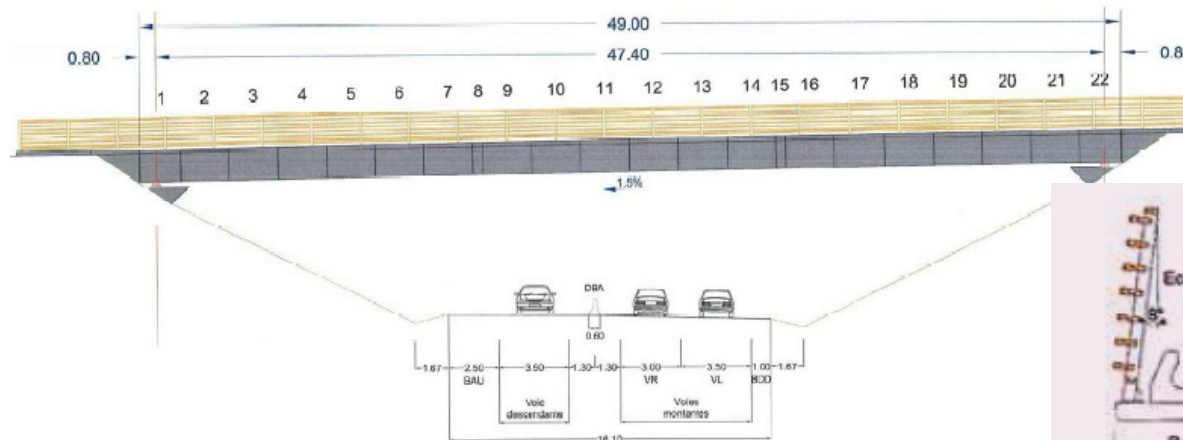 49.00
0.80 47.40 0.8
1 2 3 4 5 6 7 8 9 10 11 12 13 14 15 16 17 18 19 20 21 22
1.5%
DBA
0.60
1.67 2.50 3.50 1.30 1.30 3.00 3.50 1.00 1.67
BAU VR VL BDD
Voie
descendante
Voies
montantes
16.10